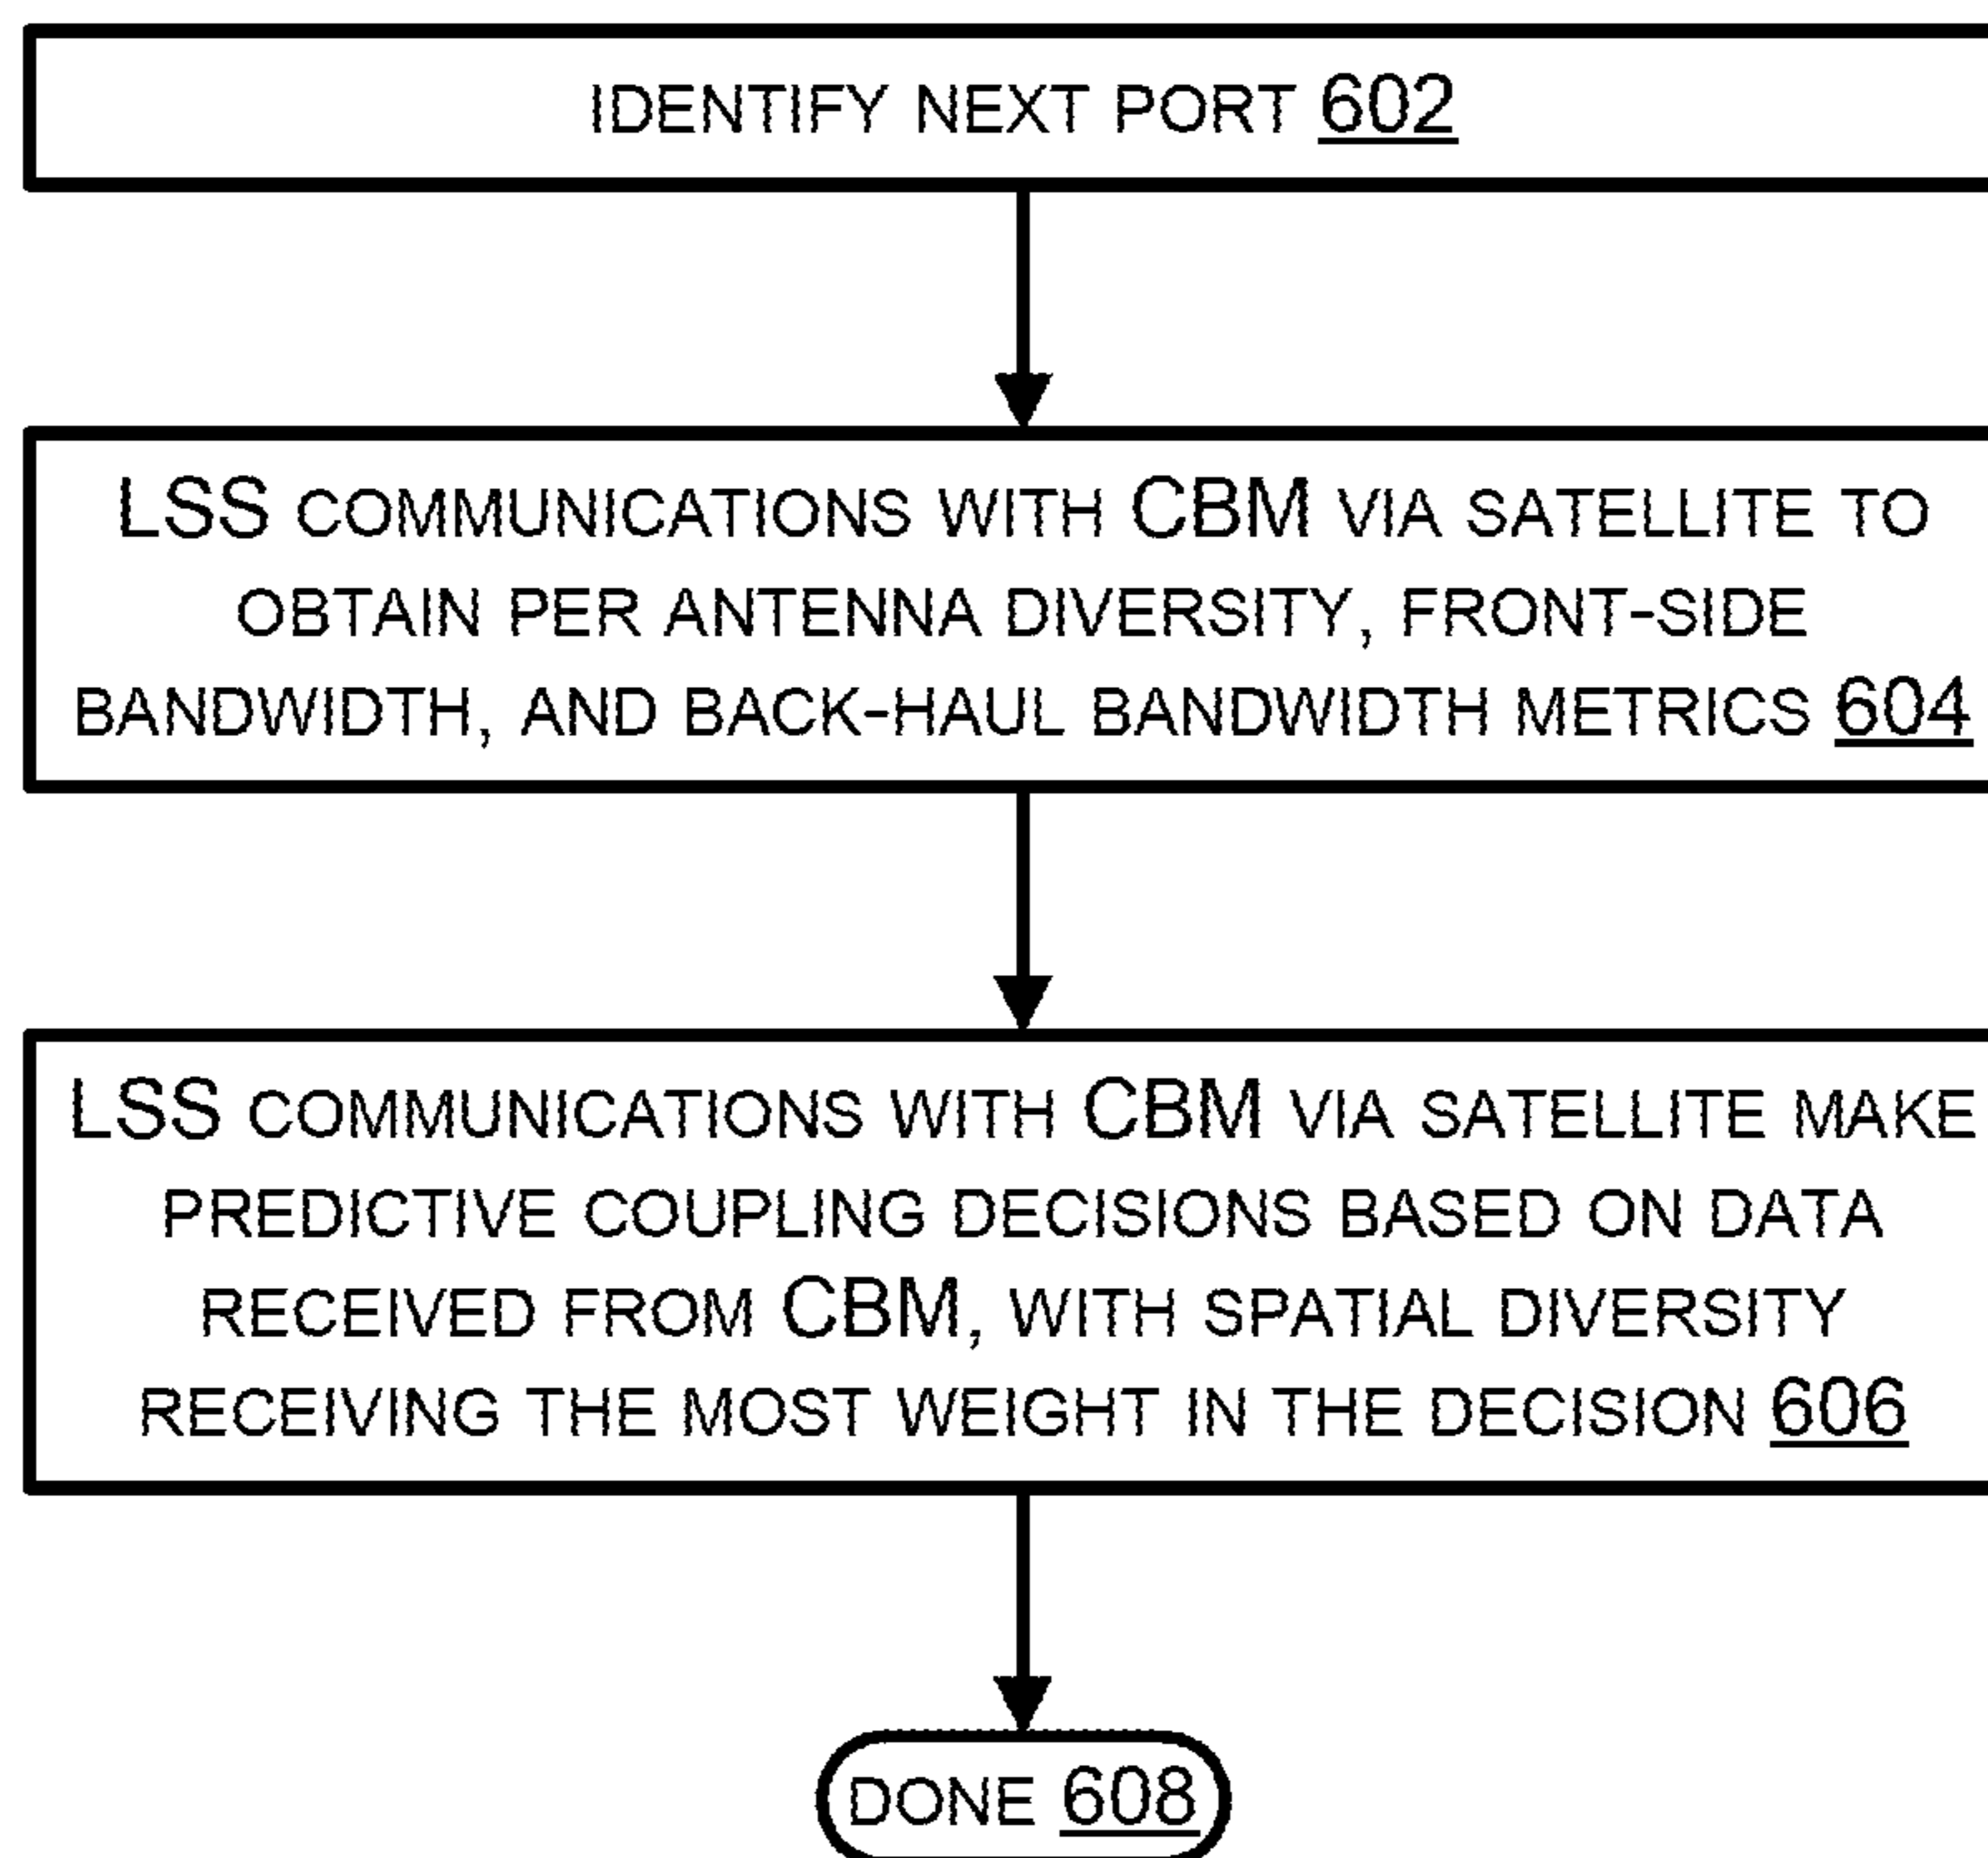 IDENTIFY NEXT PORT 602
LSS COMMUNICATIONS WITH CBM VIA SATELLITE TO
OBTAIN PER ANTENNA DIVERSITY, FRONT-SIDE
BANDWIDTH, AND BACK-HAUL BANDWIDTH METRICS 604
LSS COMMUNICATIONS WITH CBM VIA SATELLITE MAKE
PREDICTIVE COUPLING DECISIONS BASED ON DATA
RECEIVED FROM CBM, WITH SPATIAL DIVERSITY
RECEIVING THE MOST WEIGHT IN THE DECISION 606
DONE 608